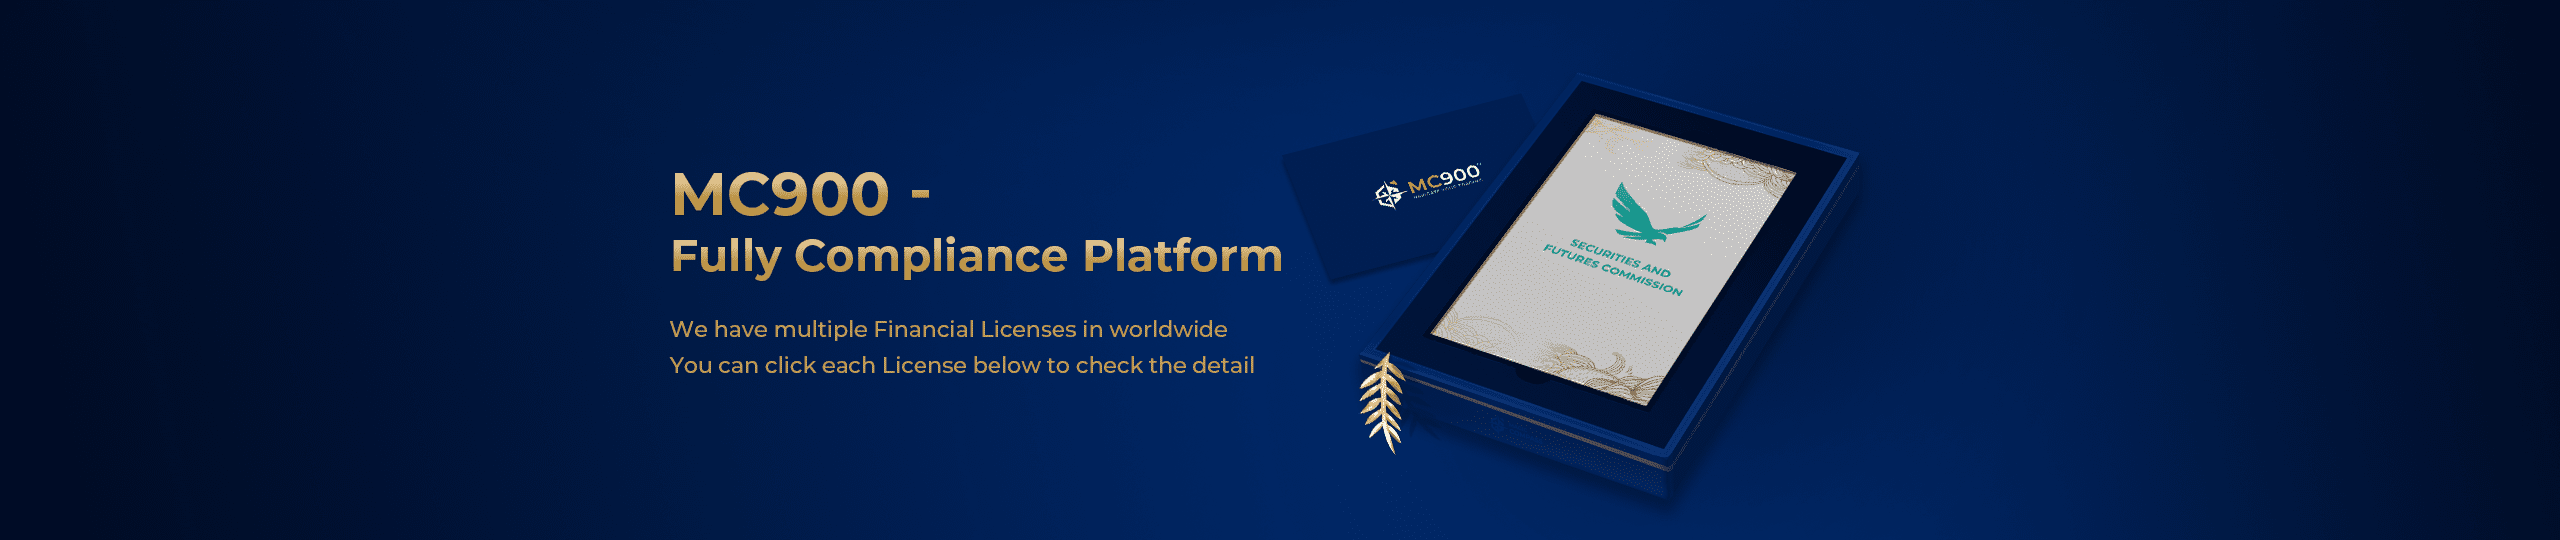 MC900 -
Fully Compliance Platform
We have multiple Financial Licenses in worldwide
You can click each License below to check the detail
MC900
SECURITIES AND
FUTURES COMMISSION